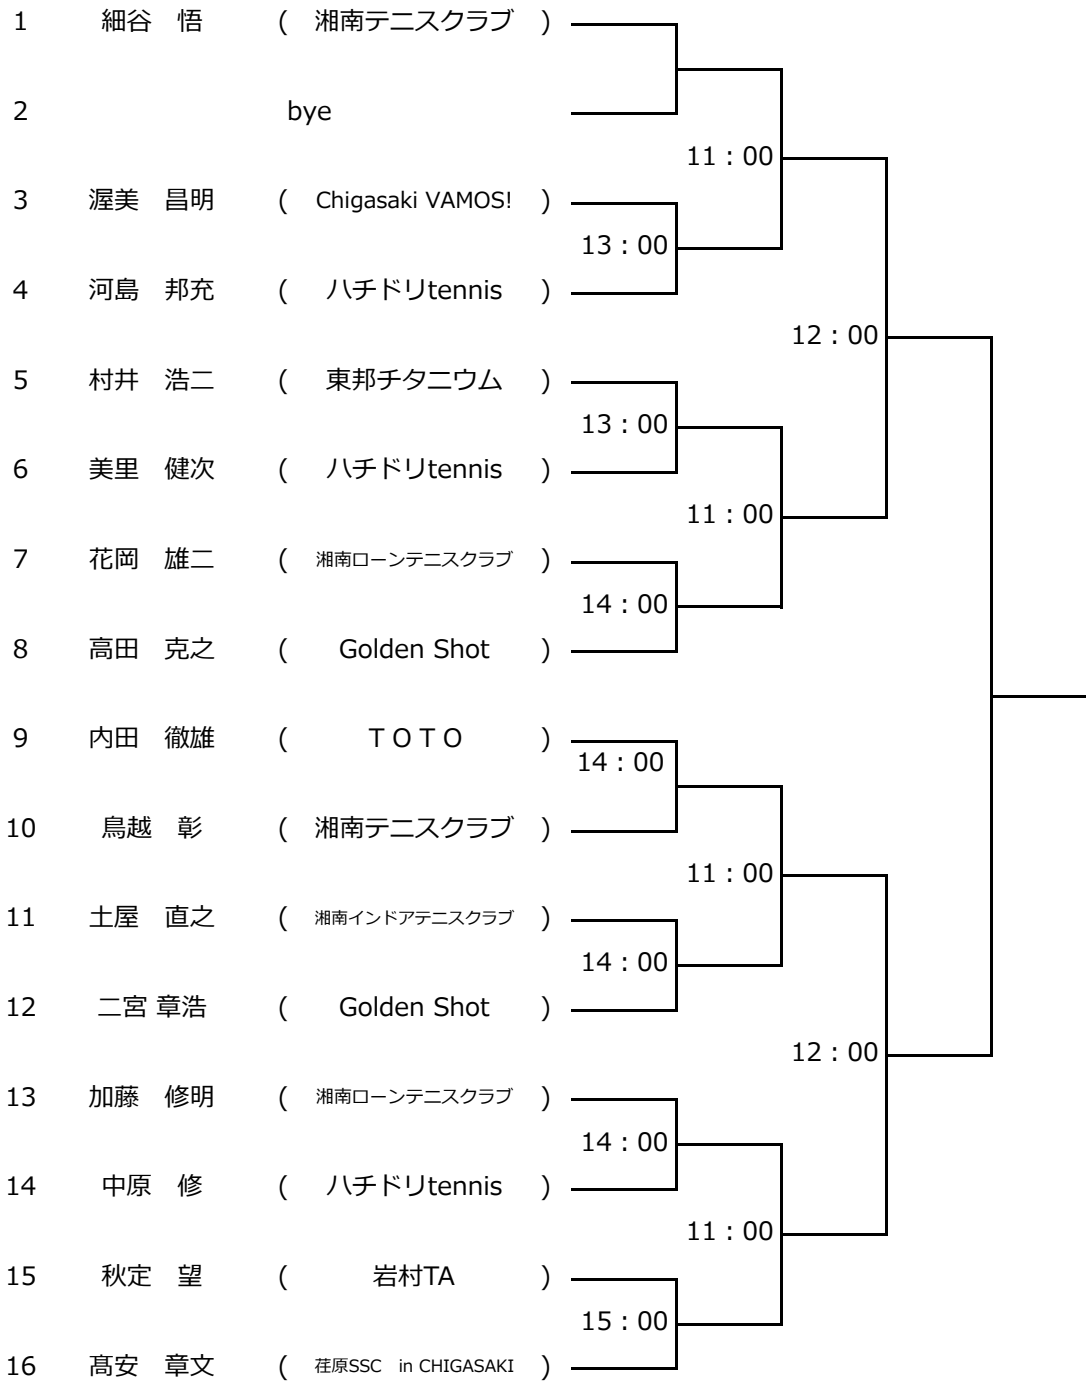 1 細谷　悟 ( 湘南テニスクラブ )
2 bye
11：00
3 渥美　昌明 ( Chigasaki VAMOS! )
13：00
4 河島　邦充 ( ハチドリtennis )
12：00
5 村井　浩二 ( 東邦チタニウム )
13：00
6 美里　健次 ( ハチドリtennis )
11：00
7 花岡　雄二 ( 湘南ローンテニスクラブ )
14：00
8 高田　克之 ( Golden Shot )
9 内田　徹雄 ( ＴＯＴＯ )
14：00
10 鳥越　彰 ( 湘南テニスクラブ )
11：00
11 土屋　直之 ( 湘南インドアテニスクラブ )
14：00
12 二宮 章浩 ( Golden Shot )
12：00
13 加藤　修明 ( 湘南ローンテニスクラブ )
14：00
14 中原　修 ( ハチドリtennis )
11：00
15 秋定　望 ( 岩村TA )
15：00
16 髙安　章文 ( 荏原SSC　in CHIGASAKI )